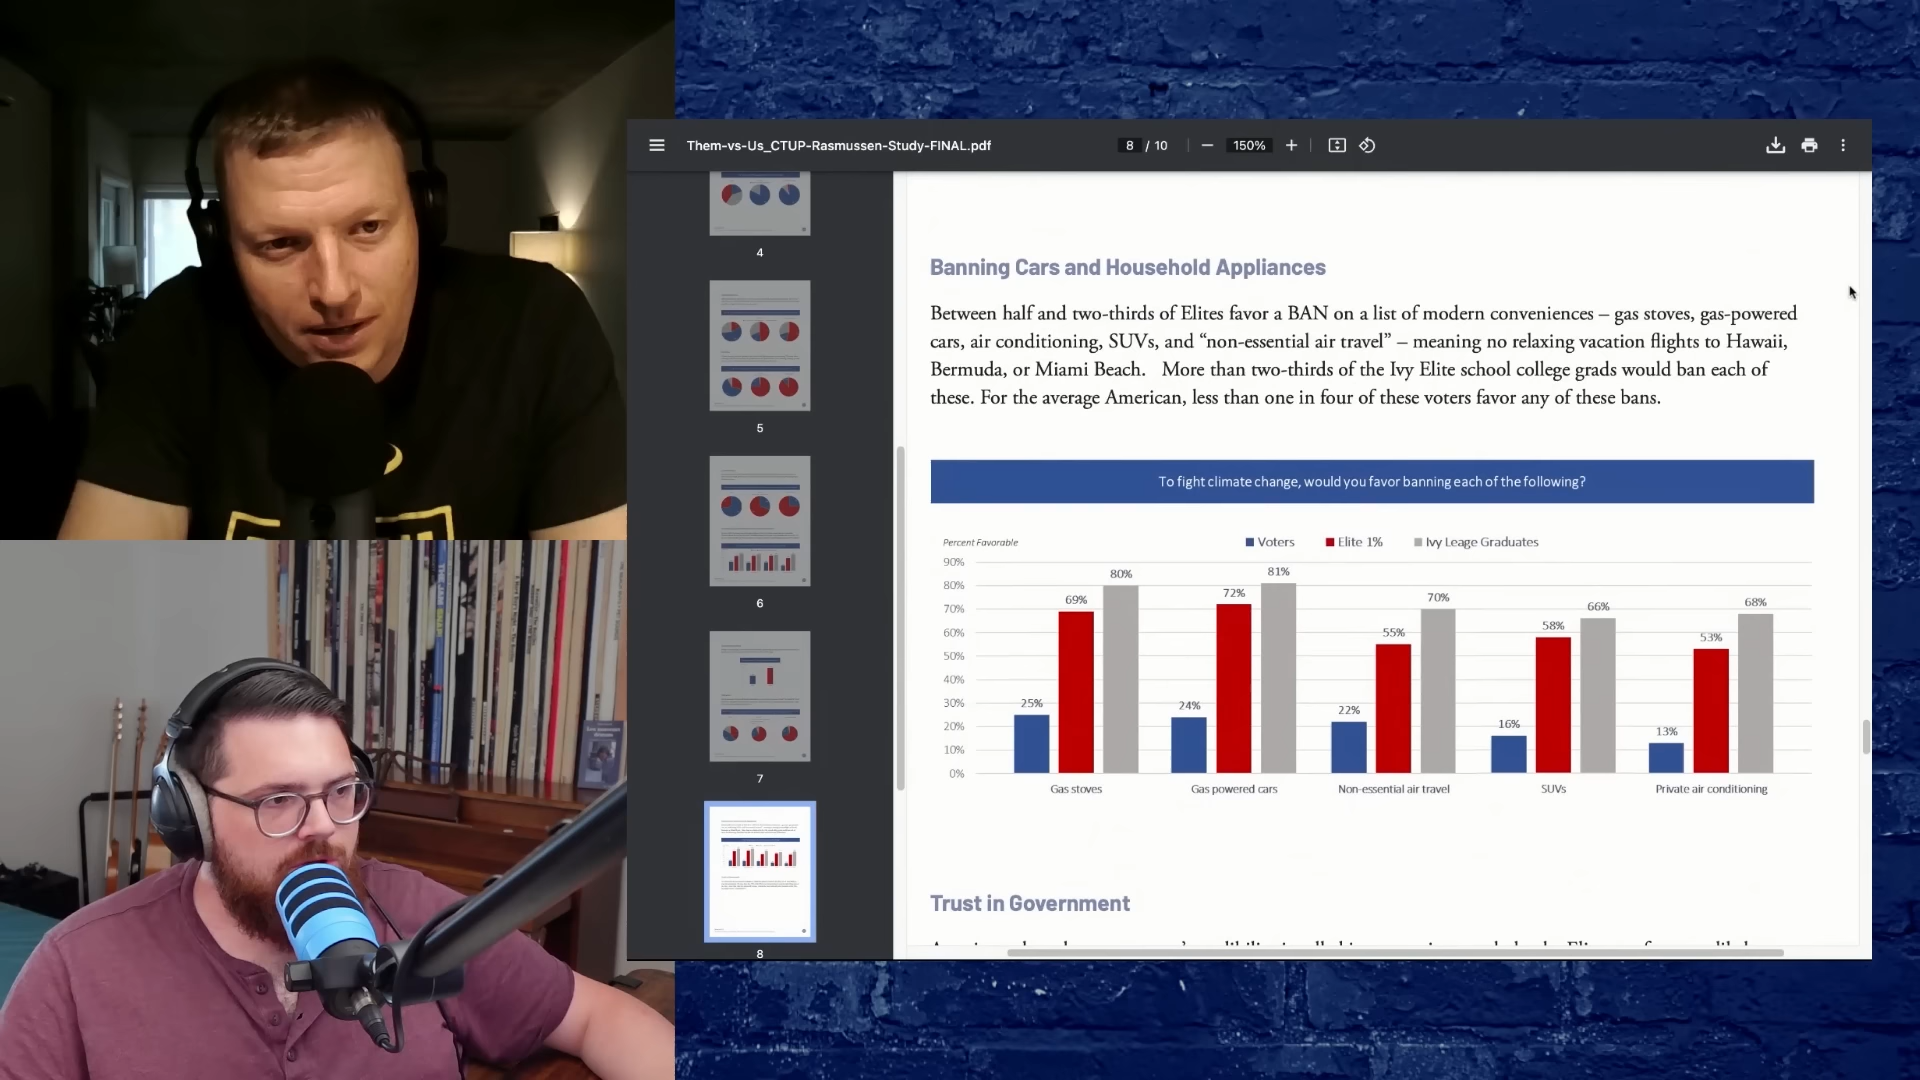 Them-vs-Us_CTUP-Rasmussen-Study-FINAL.pdf
8 / 10
150%
4
5
6
7
8
Banning Cars and Household Appliances
Between half and two-thirds of Elites favor a BAN on a list of modern conveniences – gas stoves, gas-powered
cars, air conditioning, SUVs, and “non-essential air travel” – meaning no relaxing vacation flights to Hawaii,
Bermuda, or Miami Beach. More than two-thirds of the Ivy Elite school college grads would ban each of
these. For the average American, less than one in four of these voters favor any of these bans.
To fight climate change, would you favor banning each of the following?
Percent Favorable
Voters
Elite 1%
Ivy Leage Graduates
90%
80%
70%
60%
50%
40%
30%
20%
10%
0%
25%
69%
80%
24%
72%
81%
22%
55%
70%
16%
58%
66%
13%
53%
68%
Gas stoves
Gas powered cars
Non-essential air travel
SUVs
Private air conditioning
Trust in Government